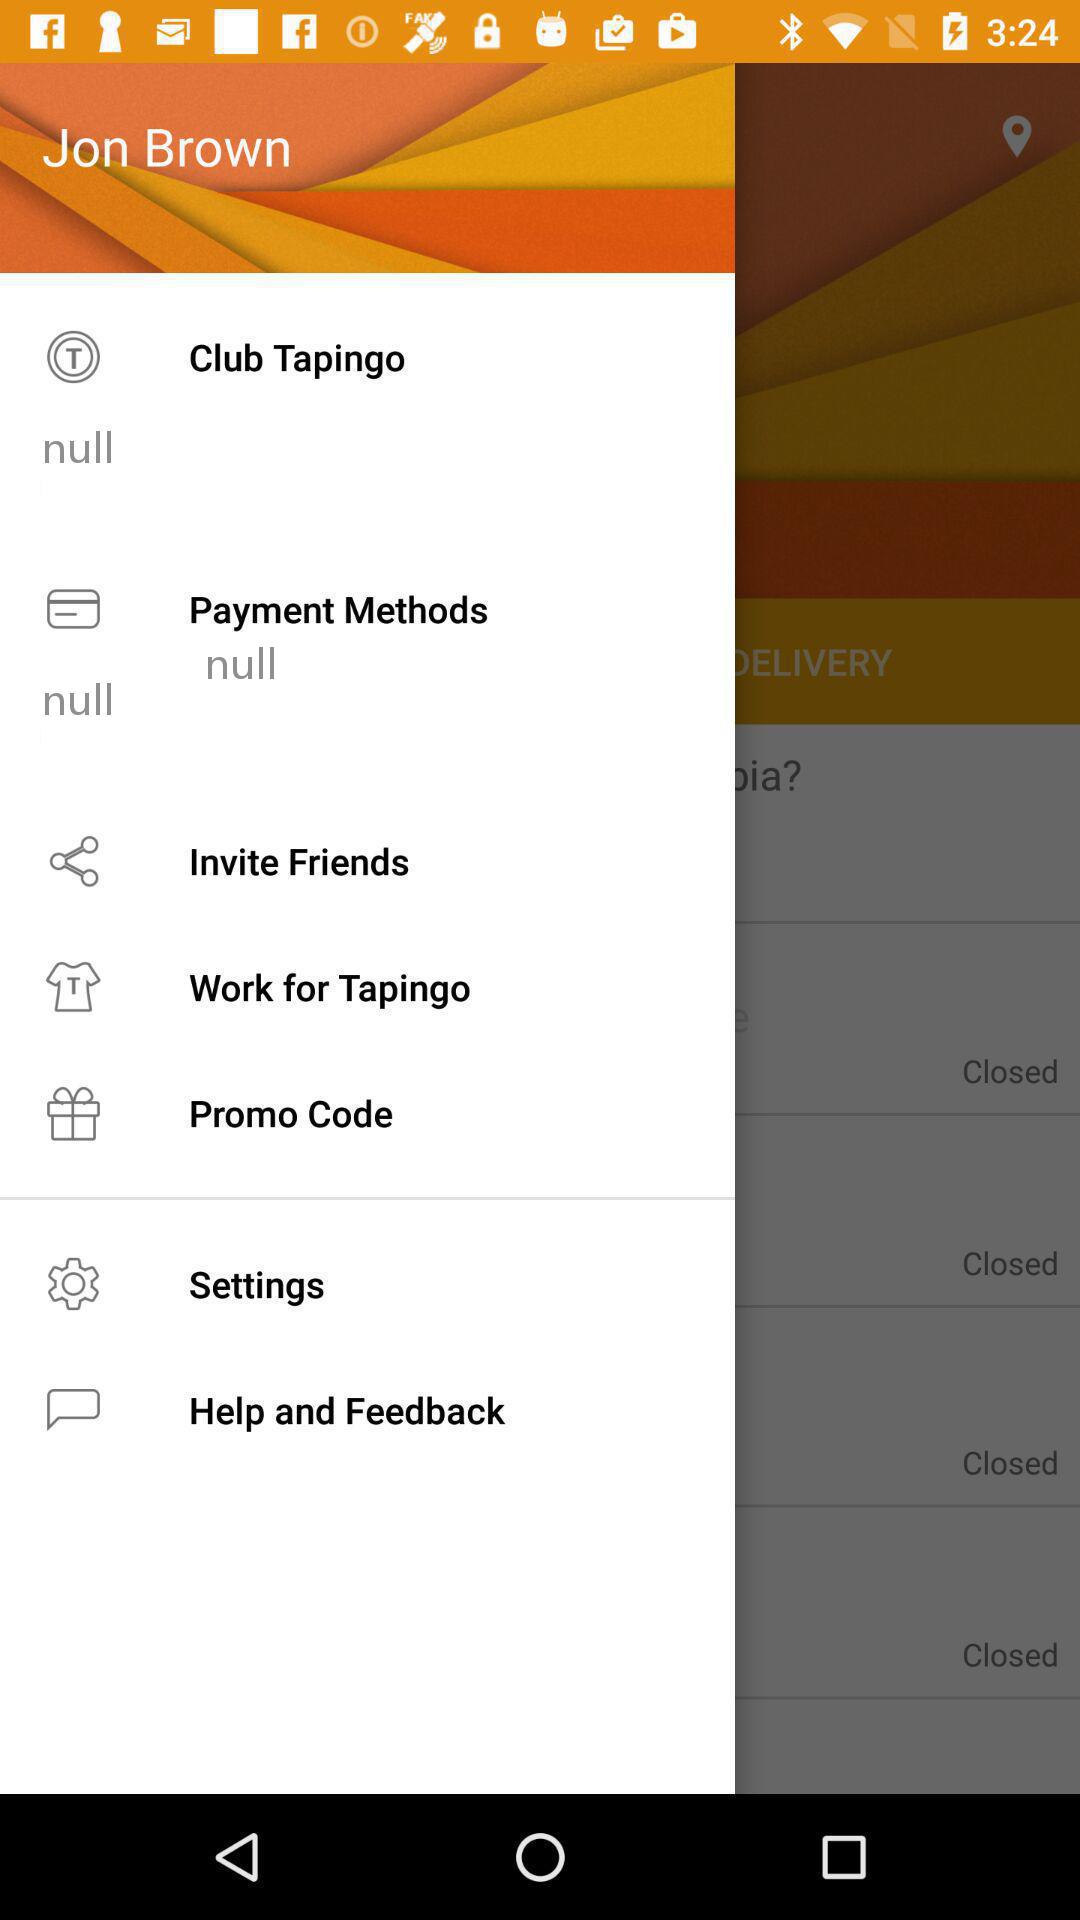 FAKE
3:24
Jon Brown
T Club Tapingo
null
Payment Methods
null
null
DELIVERY
bia?
Invite Friends
T Work for Tapingo
e
Closed
Promo Code
Closed
Settings
Help and Feedback
Closed
Closed